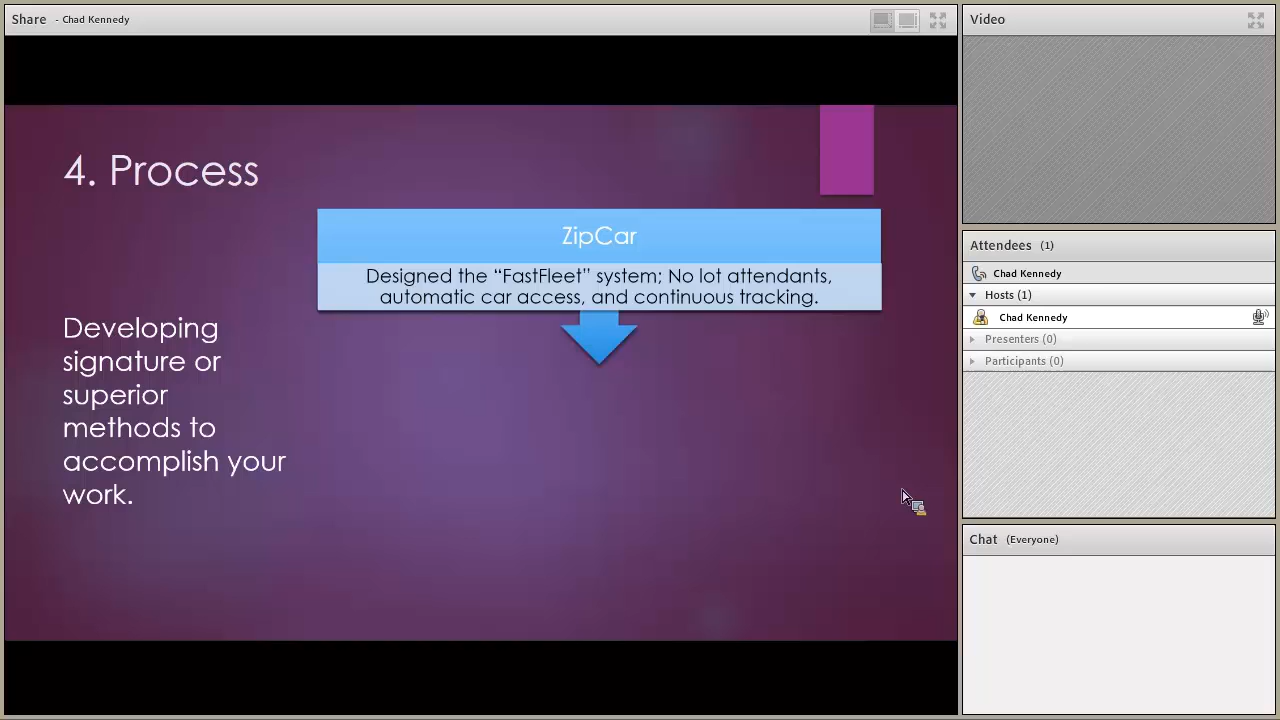 Share - Chad Kennedy
4. Process
ZipCar
Designed the “FastFleet” system; No lot attendants,
automatic car access, and continuous tracking.
Developing
signature or
superior
methods to
accomplish your
work.
Video
Attendees (1)
Chad Kennedy
Hosts (1)
Chad Kennedy
Presenters (0)
Participants (0)
Chat (Everyone)